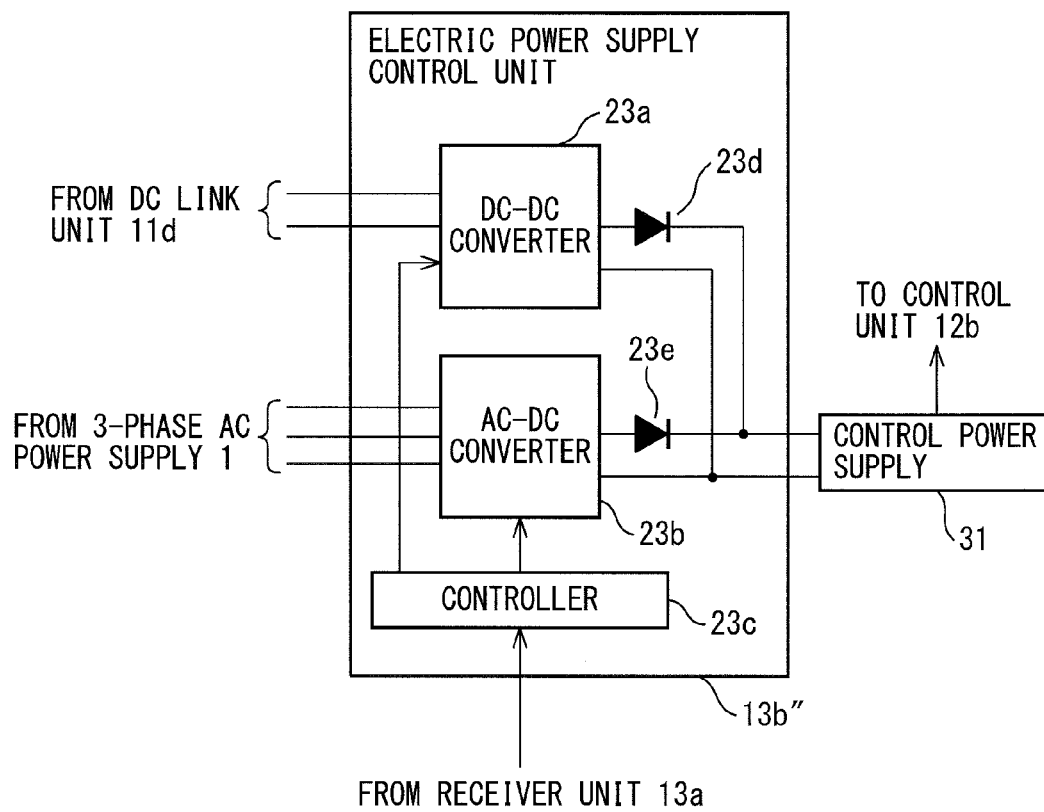 ELECTRIC POWER SUPPLY
CONTROL UNIT
23a
23d
FROM DC LINK
UNIT 11d
DC-DC
CONVERTER
TO CONTROL
UNIT 12b
23e
FROM 3-PHASE AC
POWER SUPPLY 1
AC-DC
CONVERTER
CONTROL POWER
SUPPLY
23b
31
CONTROLLER
23c
13b″
FROM RECEIVER UNIT 13a